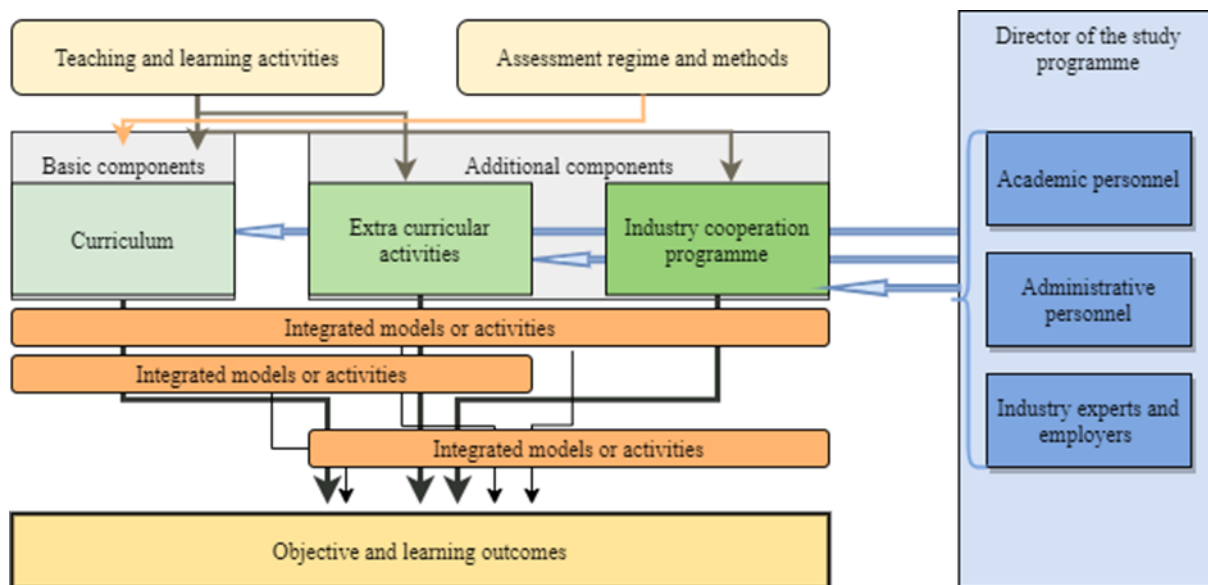 Teaching and learning activities
Assessment regime and methods
Director of the study
programme
Basic components
Additional components
Academic personnel
Curriculum
Extra curricular
activities
Industry cooperation
programme
Administrative
personnel
Integrated models or activities
Integrated models or activities
Industry experts and
employers
Integrated models or activities
Objective and learning outcomes